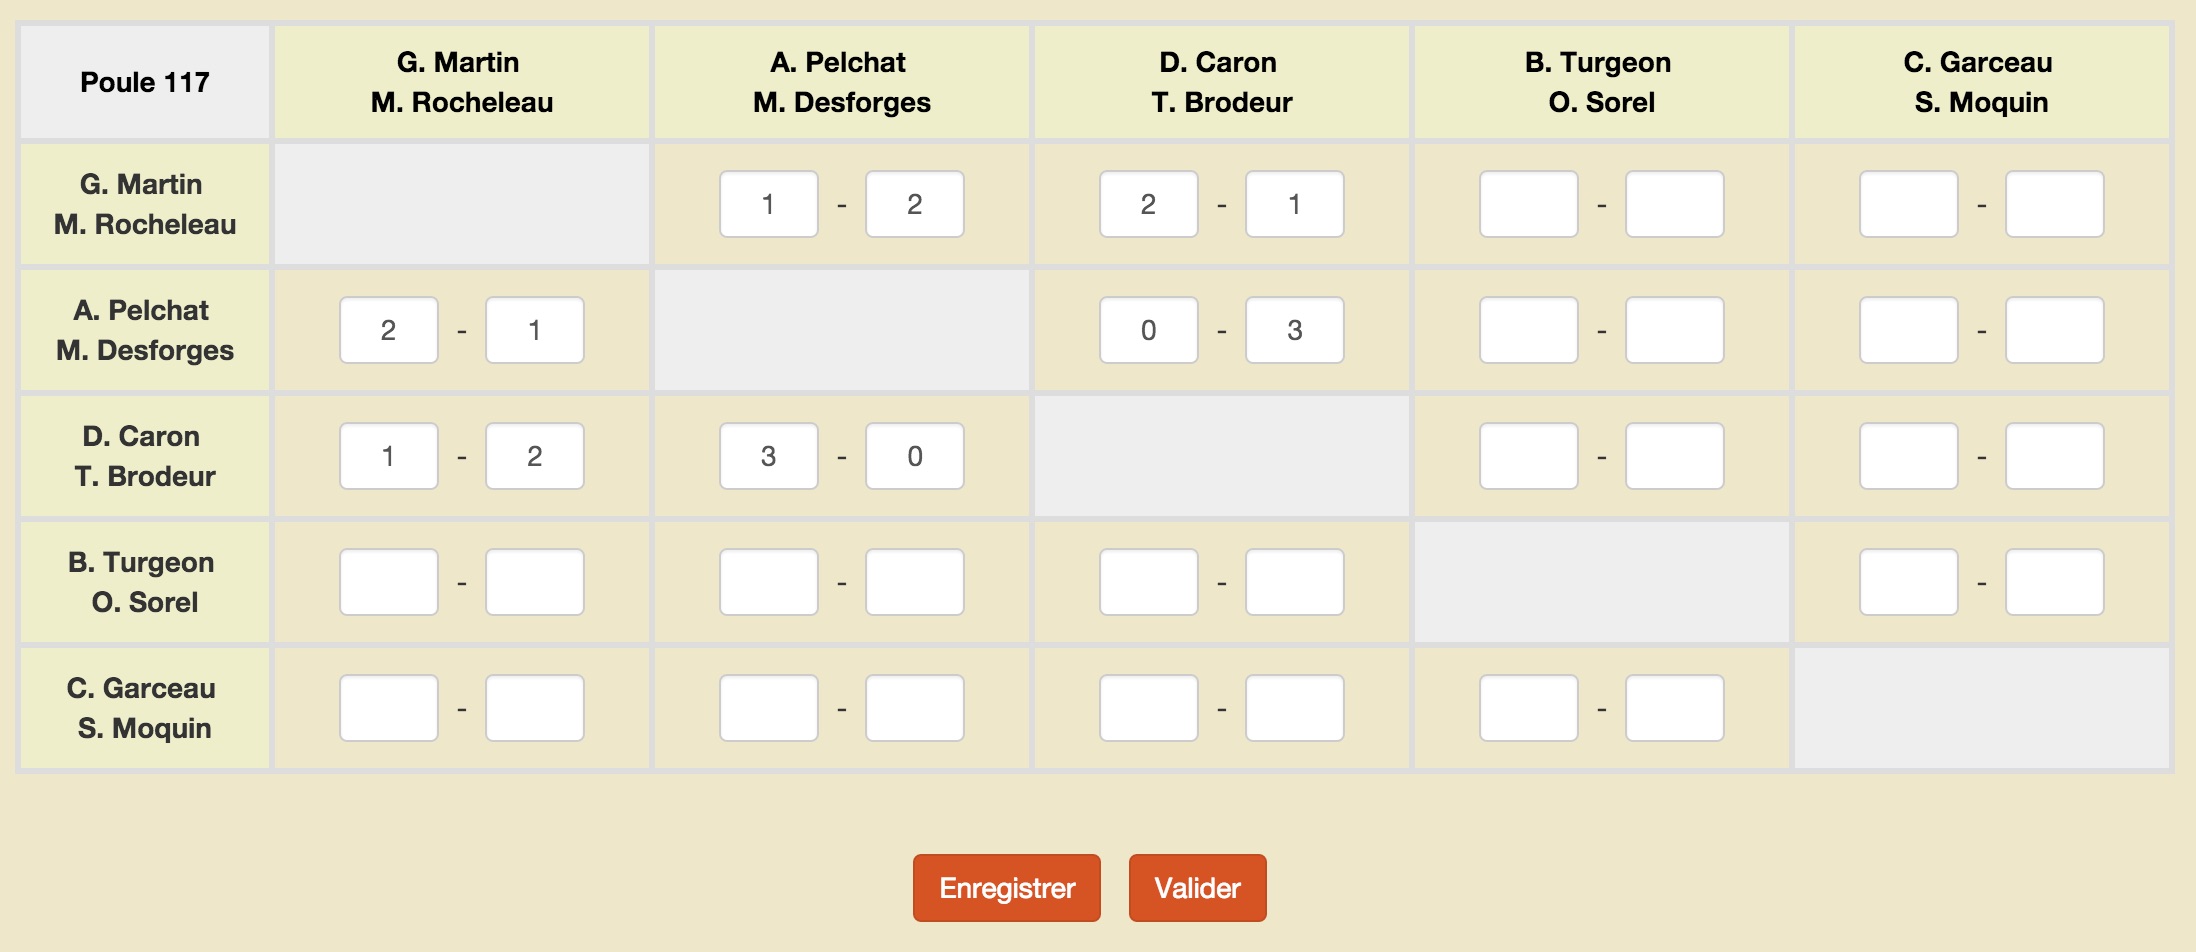 Poule 117
G. Martin
M. Rocheleau
A. Pelchat
M. Desforges
D. Caron
T. Brodeur
B. Turgeon
O. Sorel
C. Garceau
S. Moquin
G. Martin
M. Rocheleau
1 - 2
2 - 1
-
-
A. Pelchat
M. Desforges
2 - 1
0 - 3
-
-
D. Caron
T. Brodeur
1 - 2
3 - 0
-
-
B. Turgeon
O. Sorel
-
-
-
-
C. Garceau
S. Moquin
-
-
-
-
Enregistrer
Valider